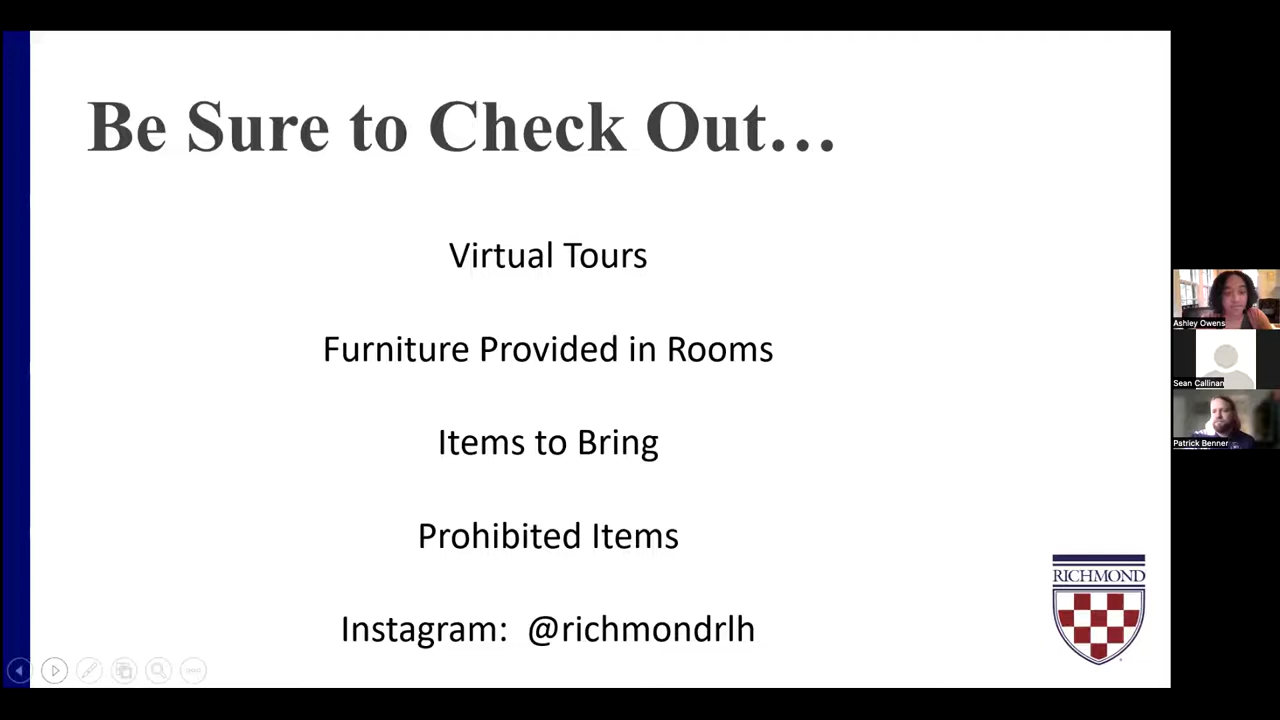 Be Sure to Check Out…
Virtual Tours
Furniture Provided in Rooms
Items to Bring
Prohibited Items
Instagram:  @richmondrlh
RICHMOND
Ashley Owens
Sean Callinan
Patrick Benner